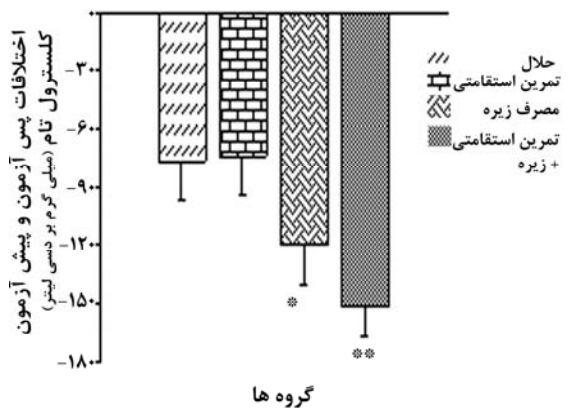 اختلافات پس آزمون و پیش آزمون
کلسترول تام (میلی گرم بر دسی لیتر)
۰
-۳۰
-۶۰
-۹۰
-۱۲۰
-۱۵۰
-۱۸۰
*
**
حلال
تمرین استقامتی
مصرف زیره
تمرین استقامتی
+ زیره
گروه ها